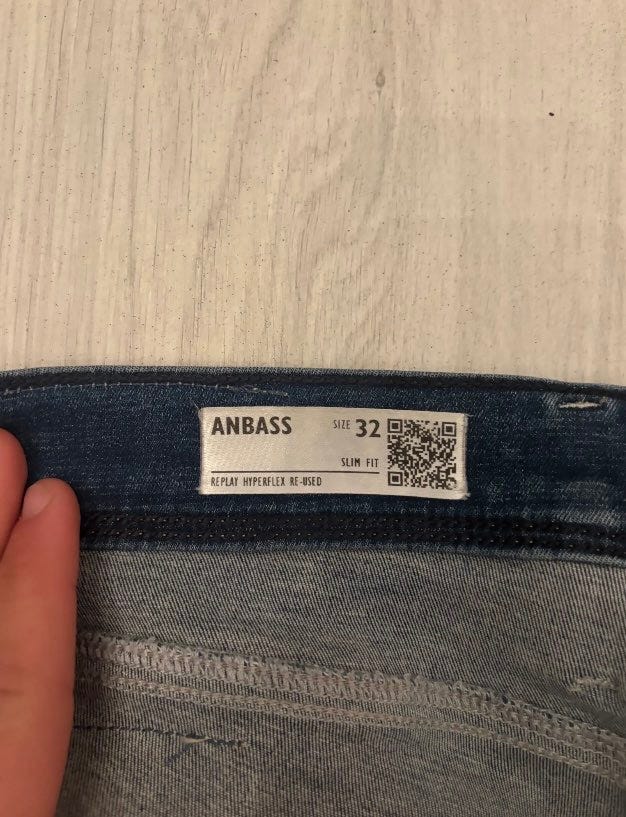 ANBASS SIZE 32
SLIM FIT
REPLAY HYPERFLEX RE-USED